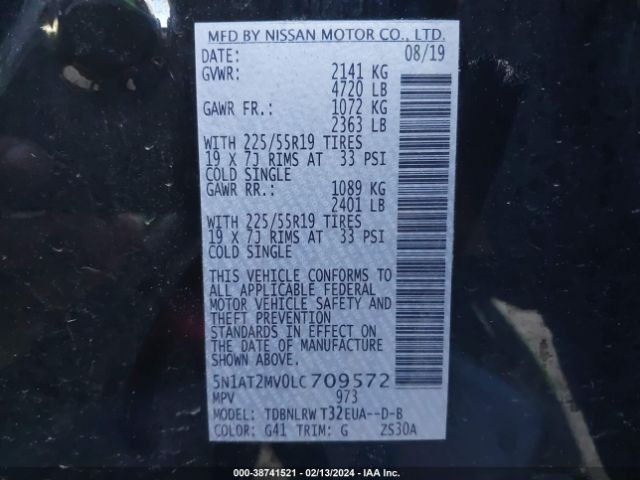 MFD BY NISSAN MOTOR CO., LTD.
DATE: 08/19
GVWR: 2141 KG
4720 LB
GAWR FR.: 1072 KG
2363 LB
WITH 225/55R19 TIRES
19 X 7J RIMS AT 33 PSI
COLD SINGLE
GAWR RR.: 1089 KG
2401 LB
WITH 225/55R19 TIRES
19 X 7J RIMS AT 33 PSI
COLD SINGLE
THIS VEHICLE CONFORMS TO
ALL APPLICABLE FEDERAL
MOTOR VEHICLE SAFETY AND
THEFT PREVENTION
STANDARDS IN EFFECT ON
THE DATE OF MANUFACTURE
SHOWN ABOVE.
5N1AT2MV0LC709572
MPV 973
MODEL: TDBNLRW T32EUA--D-B
COLOR: G41 TRIM: G ZS30A
000-38741521 - 02/13/2024 - IAA Inc.